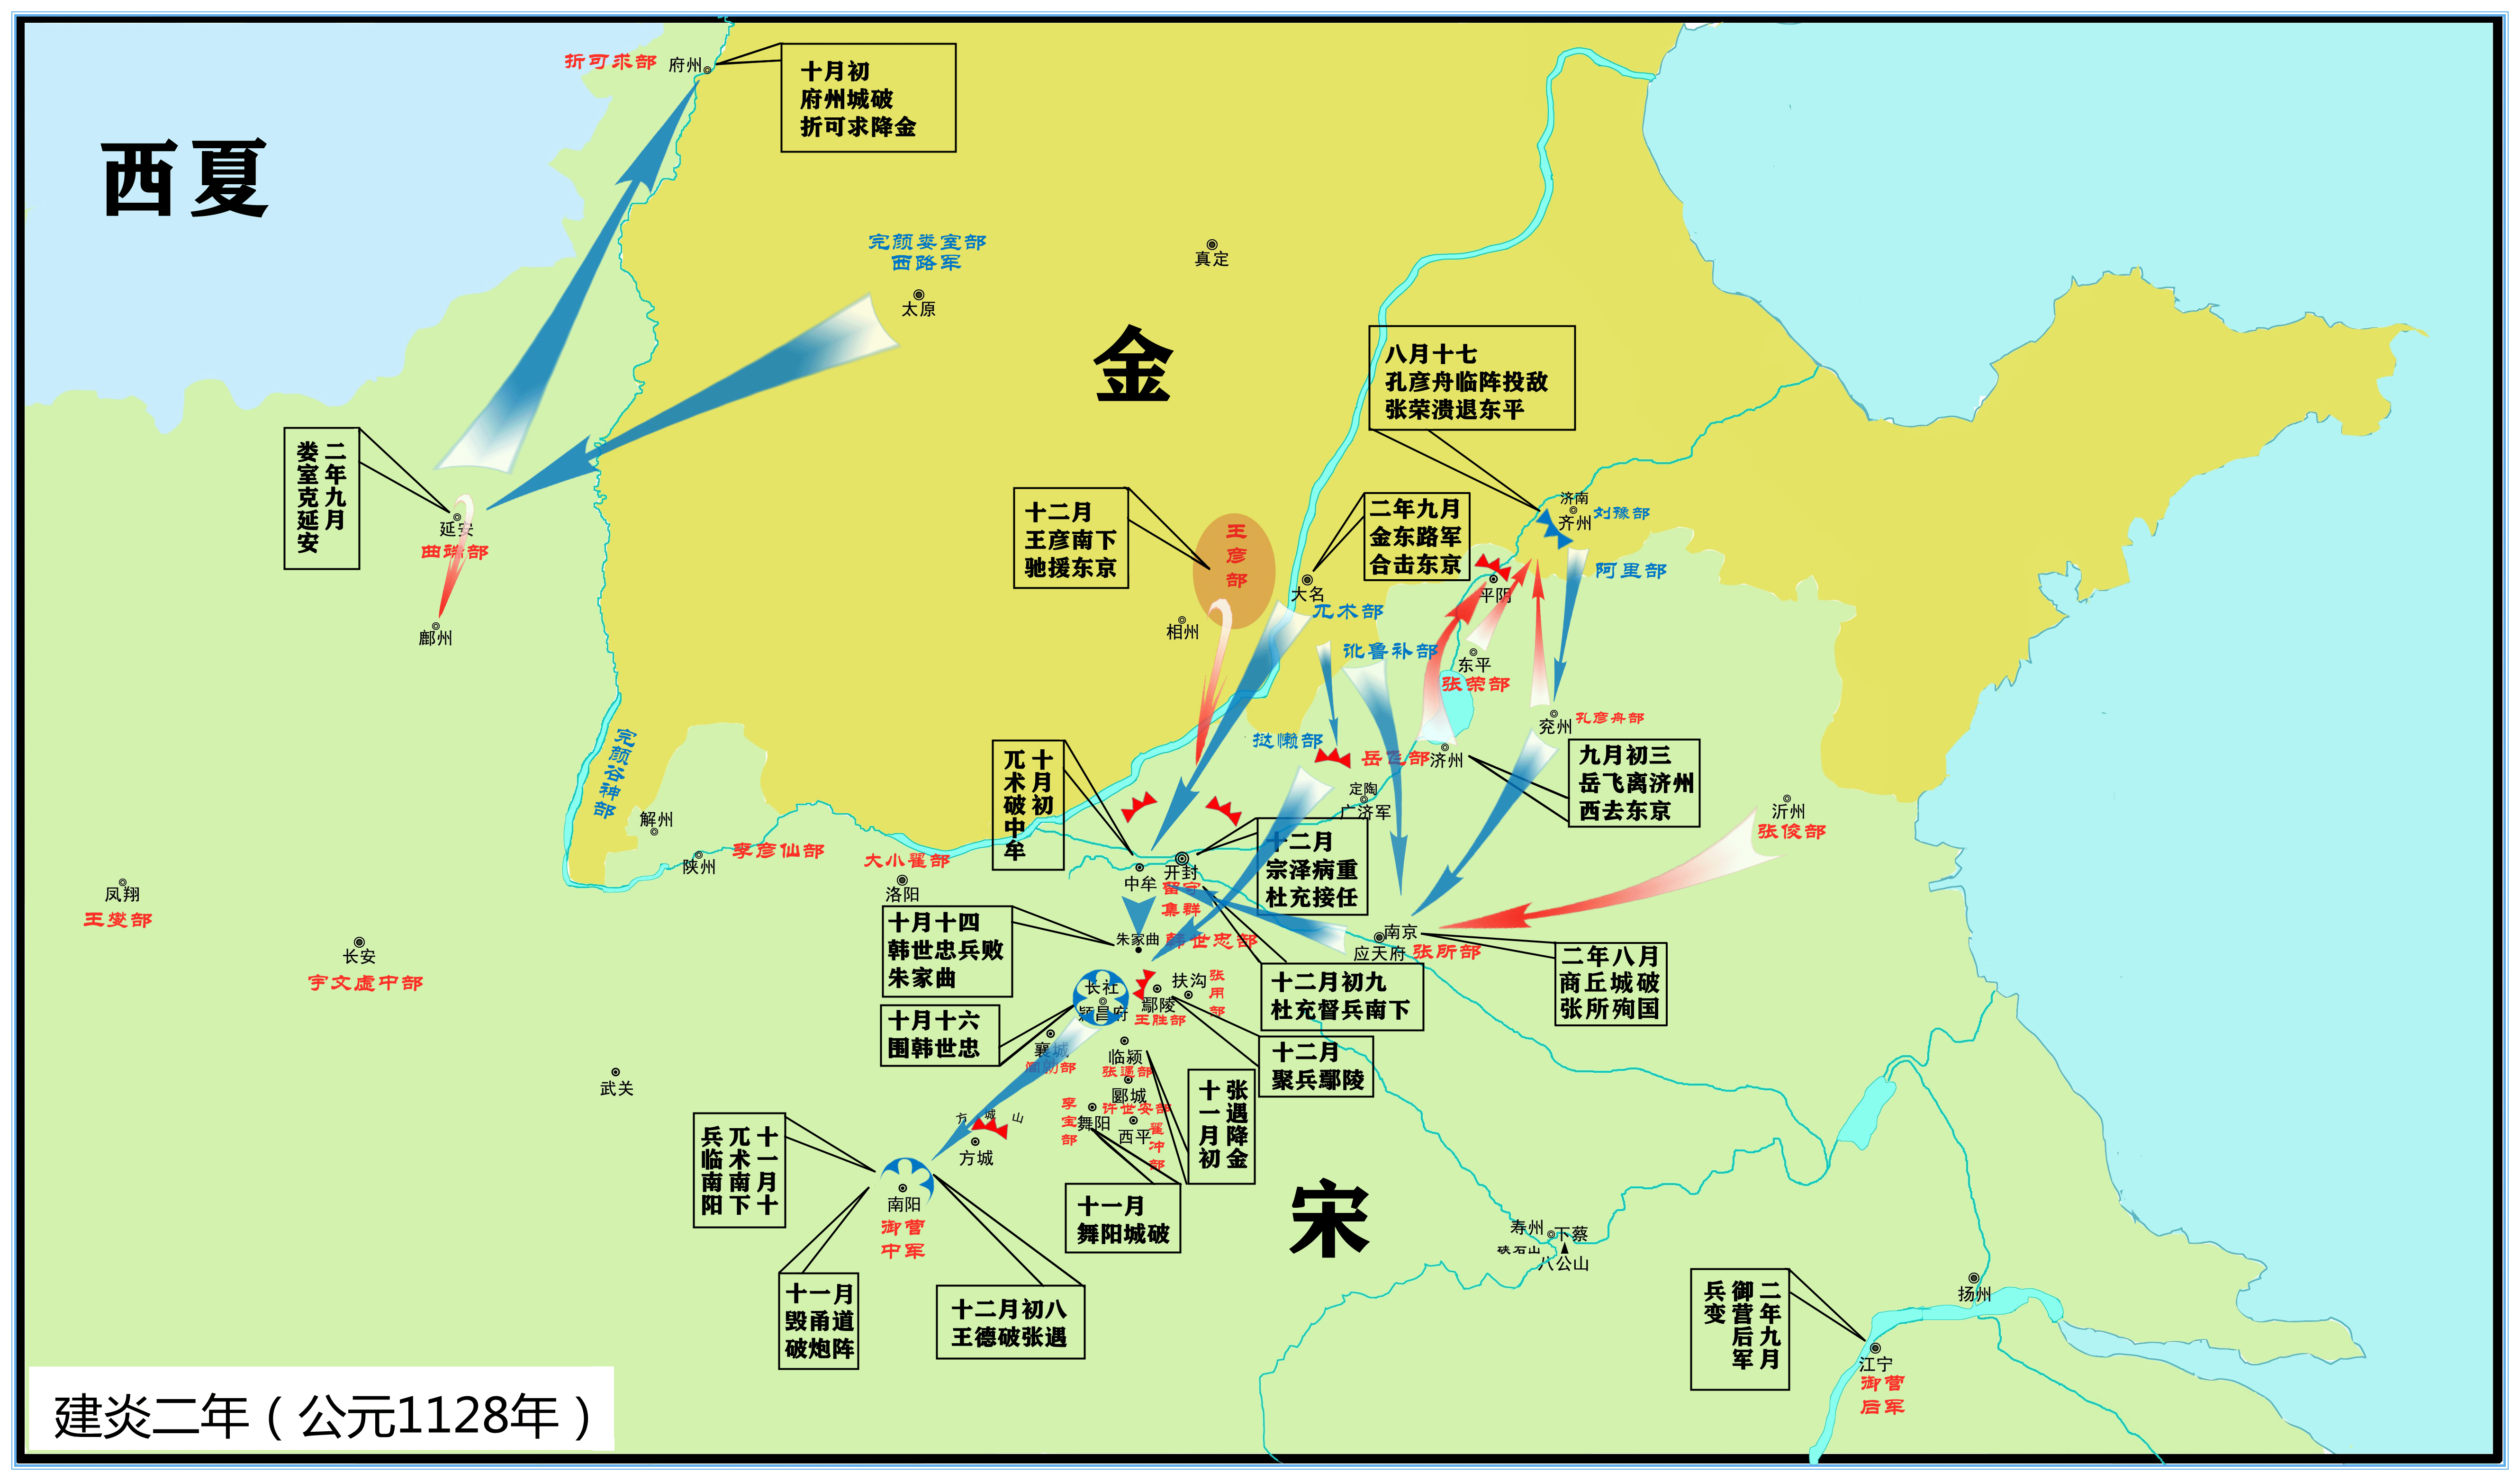 折可求部
府州
十月初
府州城破
折可求降金
西夏
完颜娄室部
西路军
太原
真定
金
八月十七
孔彦舟临阵投敌
张荣溃退东平
二年九月
娄室克延安
延安
曲端部
鄜州
十二月
王彦南下
驰援东京
王彦部
二年九月
金东路军
合击东京
大名
兀术部
相州
济南
齐州
刘豫部
阿里部
平阴
讹鲁补部
东平
张荣部
兖州
孔彦舟部
挞懒部
岳飞部
济州
九月初三
岳飞离济州
西去东京
定陶
广济军
沂州
张俊部
完颜谷神部
解州
陕州
李彦仙部
大小翟部
洛阳
十月初
兀术破中牟
中牟
开封
留守
集群
十二月
宗泽病重
杜充接任
凤翔
王燮部
长安
宇文虚中部
十月十四
韩世忠兵败
朱家曲
朱家曲
韩世忠部
南京
应天府
张所部
二年八月
商丘城破
张所殉国
十二月初九
杜充督兵南下
长社
颍昌府
十月十六
围韩世忠
扶沟
张用部
鄢陵
王胜部
十二月
聚兵鄢陵
襄城
临颍
张遇部
郾城
许世安部
张遇降金
十一月初
武关
方城山
方城
李宝部
舞阳
西平
翟冲部
十一月
舞阳城破
十一月十
兀术南下
兵临南阳
南阳
御营
中军
十一月
毁甬道
破炮阵
十二月初八
王德破张遇
宋
寿州
下蔡
硖石山
八公山
扬州
二年九月
御营后军
兵变
江宁
御营
后军
建炎二年（公元1128年）